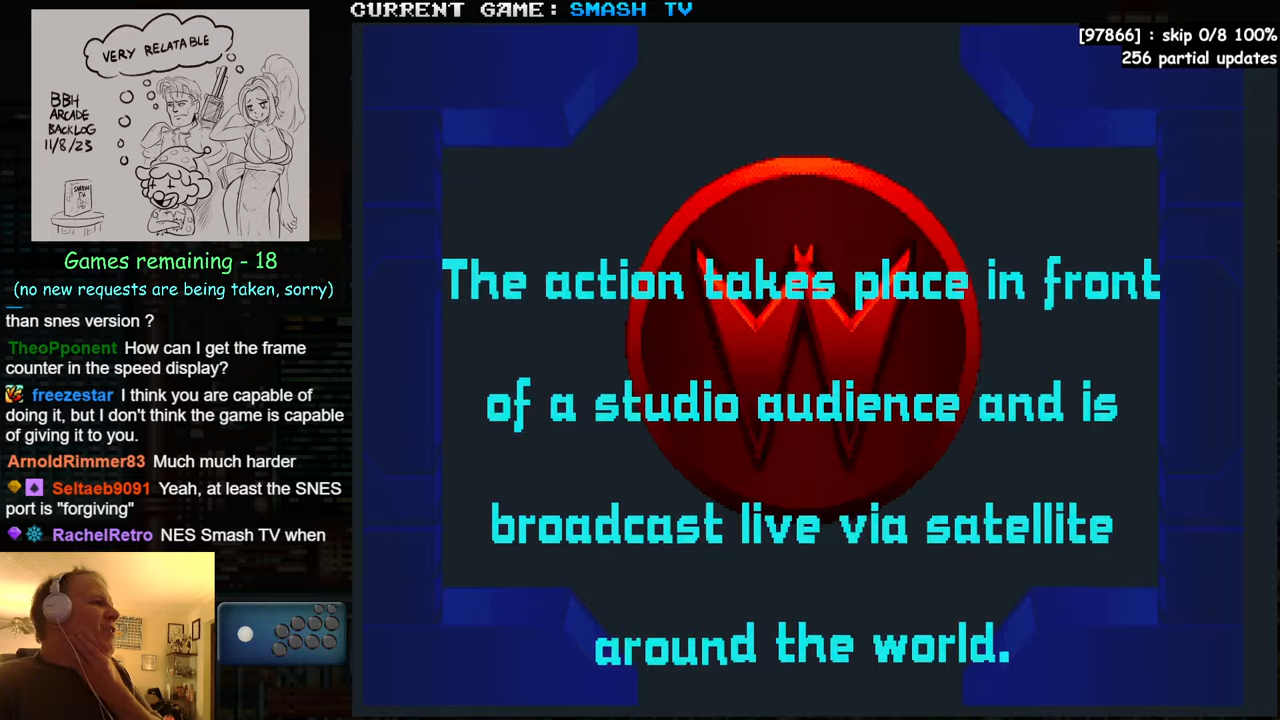 CURRENT GAME: SMASH TV
[97866] : skip 0/8 100%
256 partial updates
VERY RELATABLE
BBH
ARCADE
BACKLOG
11/8/23
SMASH
TV
Games remaining - 18
(no new requests are being taken, sorry)
than snes version ?
TheoPponent How can I get the frame
counter in the speed display?
freezestar I think you are capable of
doing it, but I don't think the game is capable
of giving it to you.
ArnoldRimmer83 Much much harder
Seltaeb9091 Yeah, at least the SNES
port is "forgiving"
RachelRetro NES Smash TV when
W
The action takes place in front
of a studio audience and is
broadcast live via satellite
around the world.